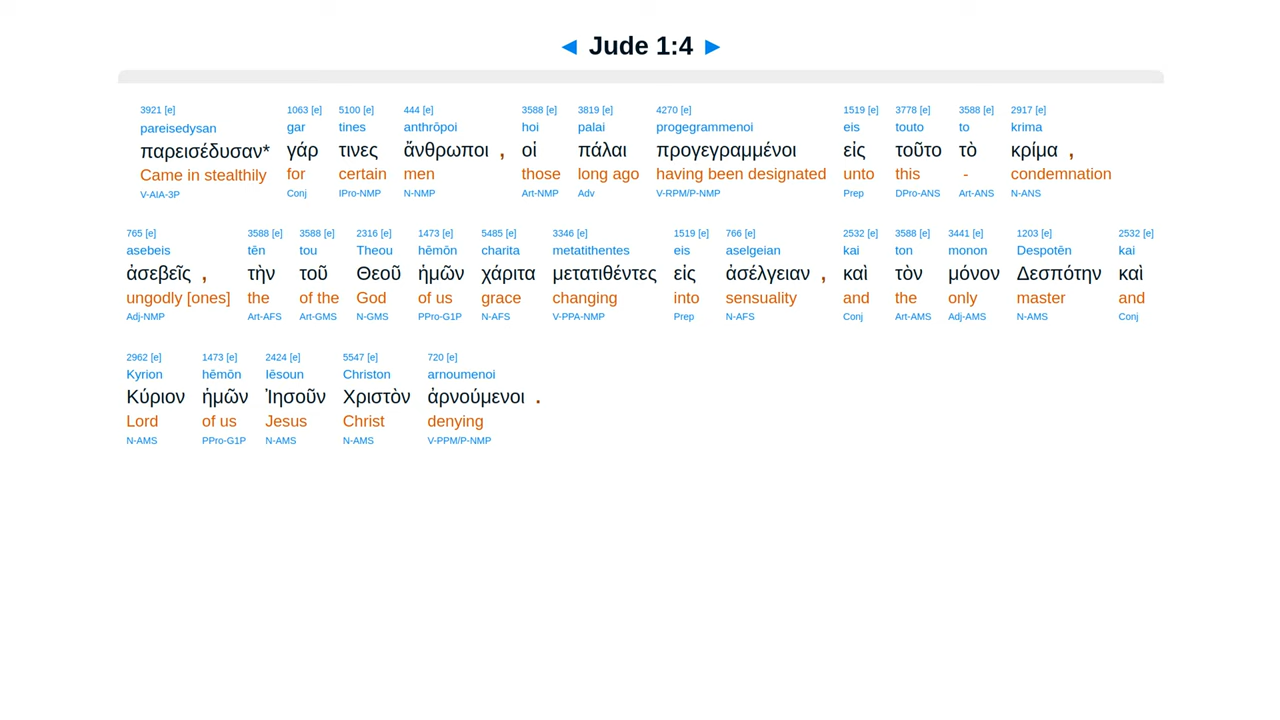 ◄ Jude 1:4 ►
3921 [e] 1063 [e] 5100 [e] 444 [e] 3588 [e] 3819 [e] 4270 [e] 1519 [e] 3778 [e] 3588 [e] 2917 [e]
pareisedysan gar tines anthrōpoi hoi palai progegrammenoi eis touto to krima
παρεισέδυσαν* γάρ τινες ἄνθρωποι , οἱ πάλαι προγεγραμμένοι εἰς τοῦτο τὸ κρίμα ,
Came in stealthily for certain men those long ago having been designated unto this - condemnation
V-AIA-3P Conj IPro-NMP N-NMP Art-NMP Adv V-RPM/P-NMP Prep DPro-ANS Art-ANS N-ANS
765 [e] 3588 [e] 3588 [e] 2316 [e] 1473 [e] 5485 [e] 3346 [e] 1519 [e] 766 [e] 2532 [e] 3588 [e] 3441 [e] 1203 [e] 2532 [e]
asebeis tēn tou Theou hēmōn charita metatithentes eis aselgeian kai ton monon Despotēn kai
ἀσεβεῖς , τὴν τοῦ Θεοῦ ἡμῶν χάριτα μετατιθέντες εἰς ἀσέλγειαν , καὶ τὸν μόνον Δεσπότην καὶ
ungodly [ones] the of the God of us grace changing into sensuality and the only master and
Adj-NMP Art-AFS Art-GMS N-GMS PPro-G1P N-AFS V-PPA-NMP Prep N-AFS Conj Art-AMS Adj-AMS N-AMS Conj
2962 [e] 1473 [e] 2424 [e] 5547 [e] 720 [e]
Kyrion hēmōn Iēsoun Christon arnoumenoi
Κύριον ἡμῶν Ἰησοῦν Χριστὸν ἀρνούμενοι .
Lord of us Jesus Christ denying
N-AMS PPro-G1P N-AMS N-AMS V-PPM/P-NMP